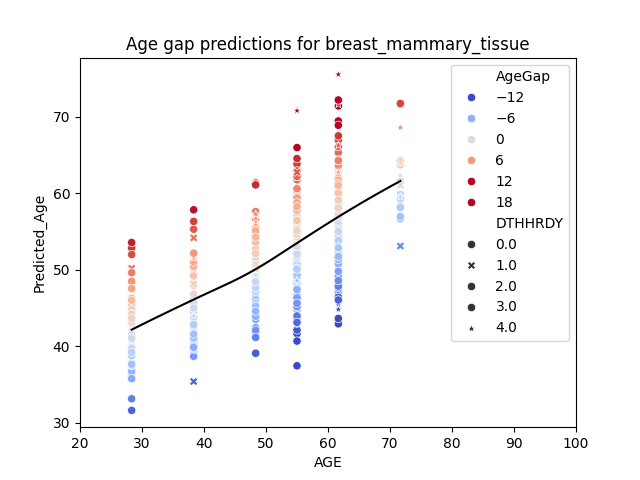 Age gap predictions for breast_mammary_tissue
Predicted_Age
70
60
50
40
30
20 30 40 50 60 70 80 90 100
AGE
AgeGap
−12
−6
0
6
12
18
DTHHRDY
0.0
1.0
2.0
3.0
4.0